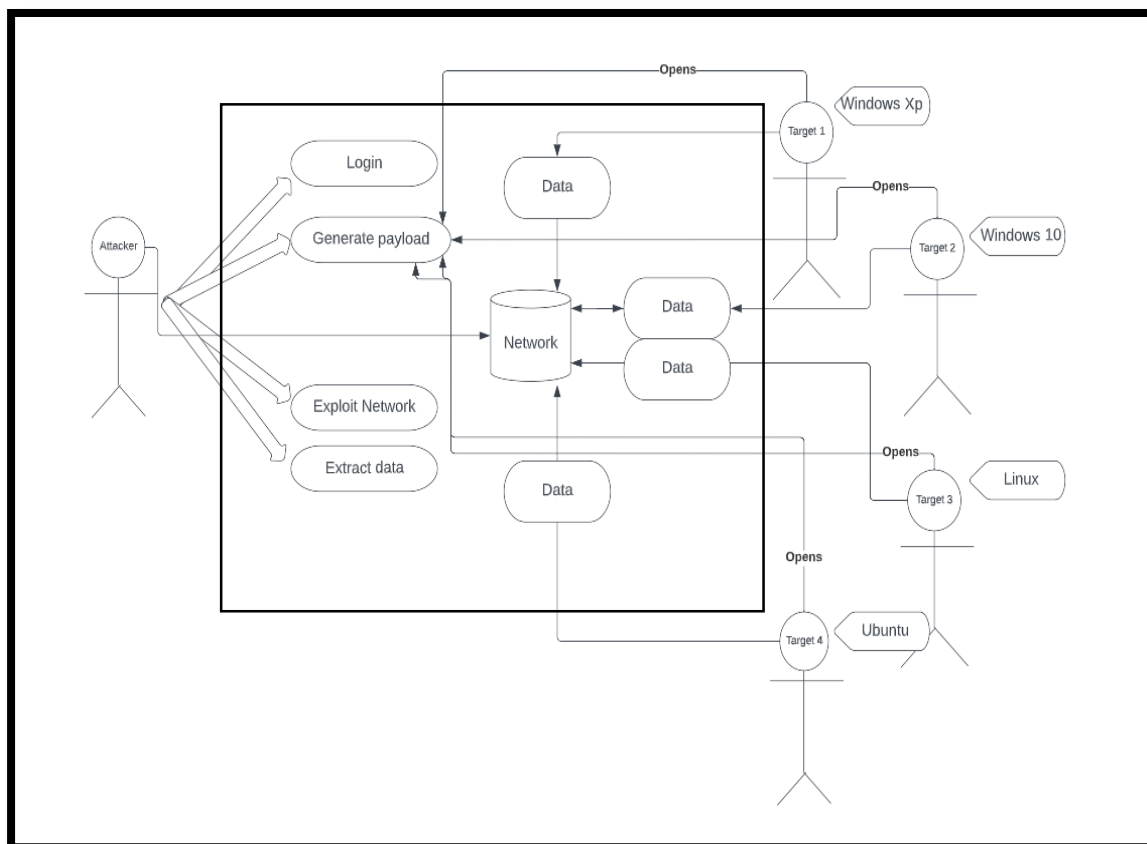 Opens
Windows Xp
Target 1
Login
Data
Opens
Attacker
Generate payload
Target 2
Windows 10
Data
Network
Data
Exploit Network
Extract data
Opens
Linux
Data
Target 3
Opens
Target 4
Ubuntu